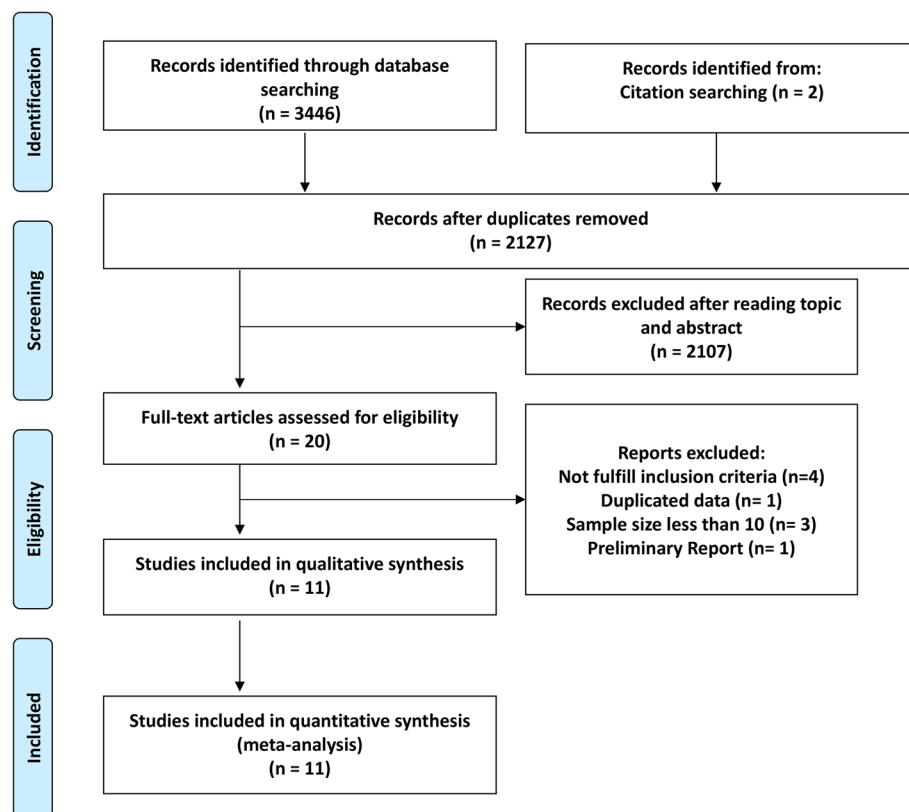 Identification
Records identified through database
searching
(n = 3446)
Records identified from:
Citation searching (n = 2)
Screening
Records after duplicates removed
(n = 2127)
Records excluded after reading topic
and abstract
(n = 2107)
Eligibility
Full-text articles assessed for eligibility
(n = 20)
Reports excluded:
Not fulfill inclusion criteria (n=4)
Duplicated data (n= 1)
Sample size less than 10 (n= 3)
Preliminary Report (n= 1)
Studies included in qualitative synthesis
(n = 11)
Included
Studies included in quantitative synthesis
(meta-analysis)
(n = 11)